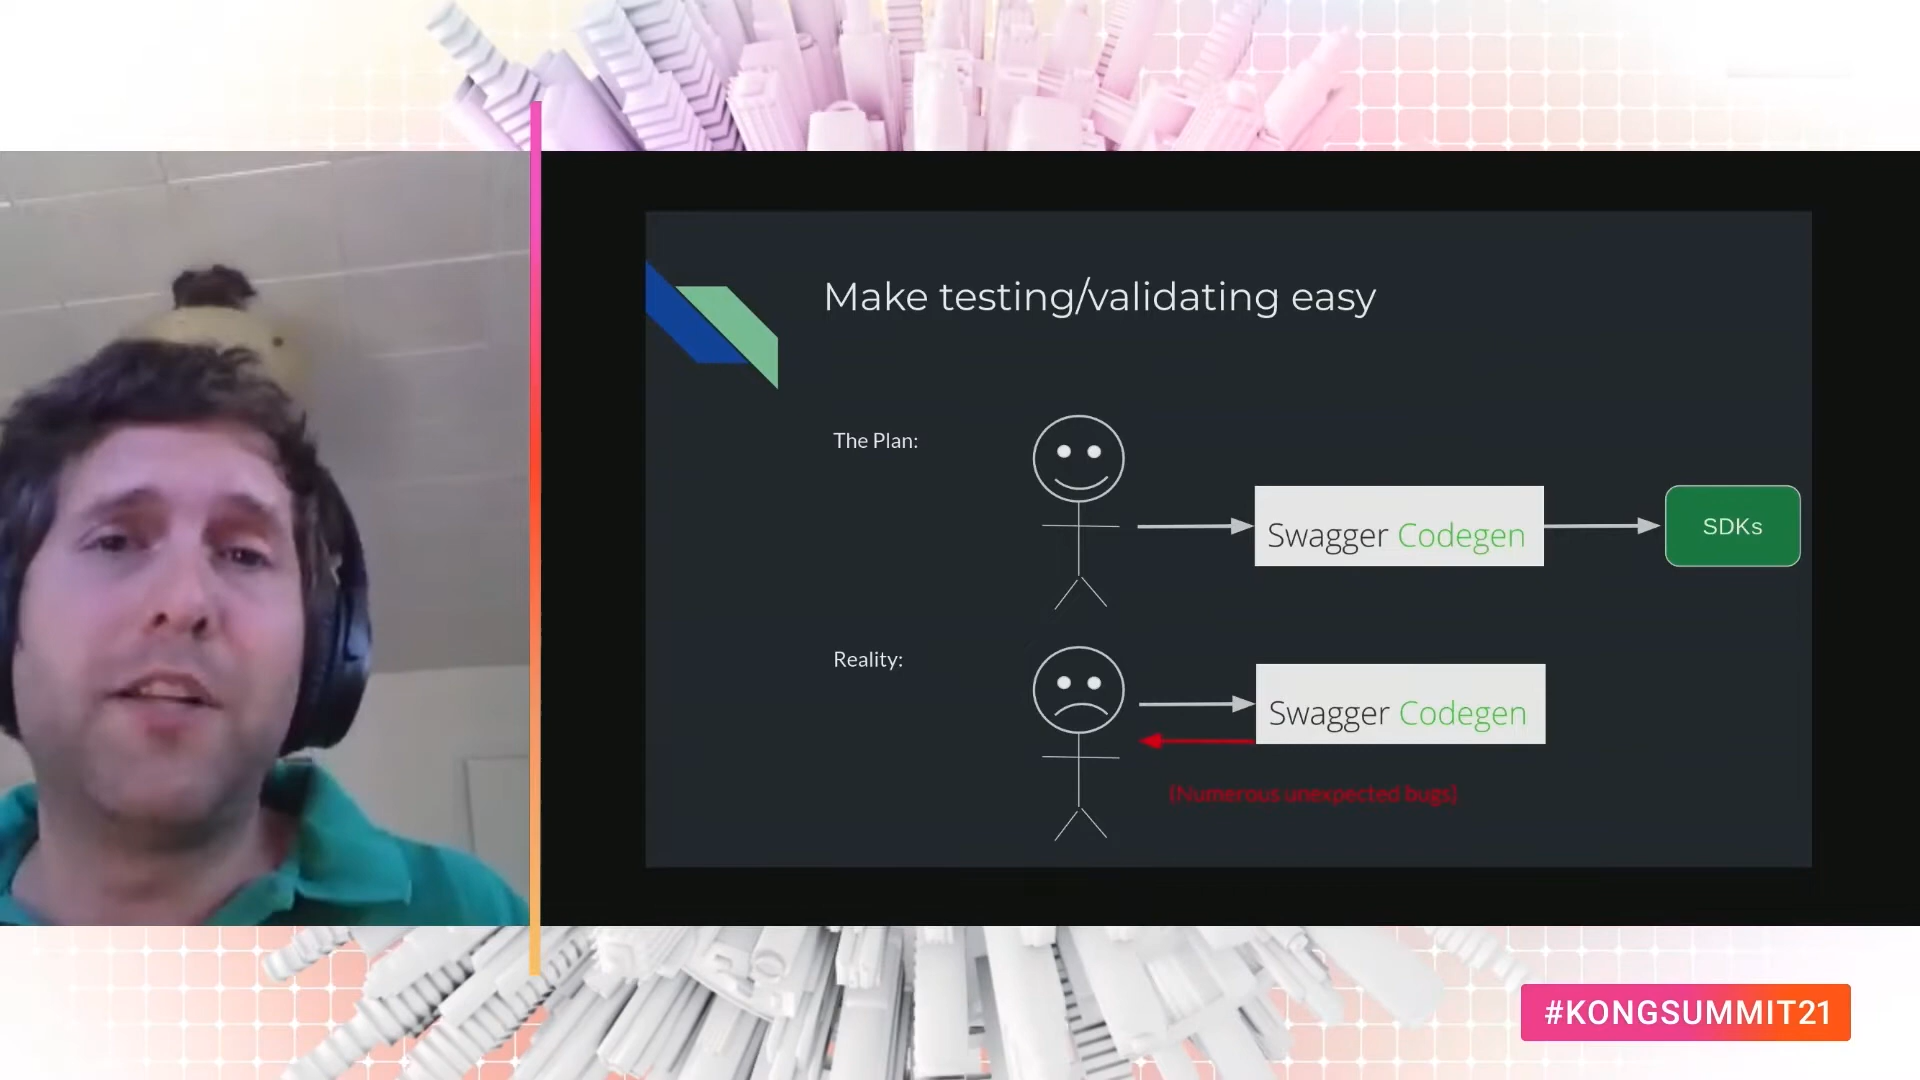 Make testing/validating easy
The Plan:
Swagger Codegen
SDKs
Reality:
Swagger Codegen
(Numerous unexpected bugs)
#KONGSUMMIT21